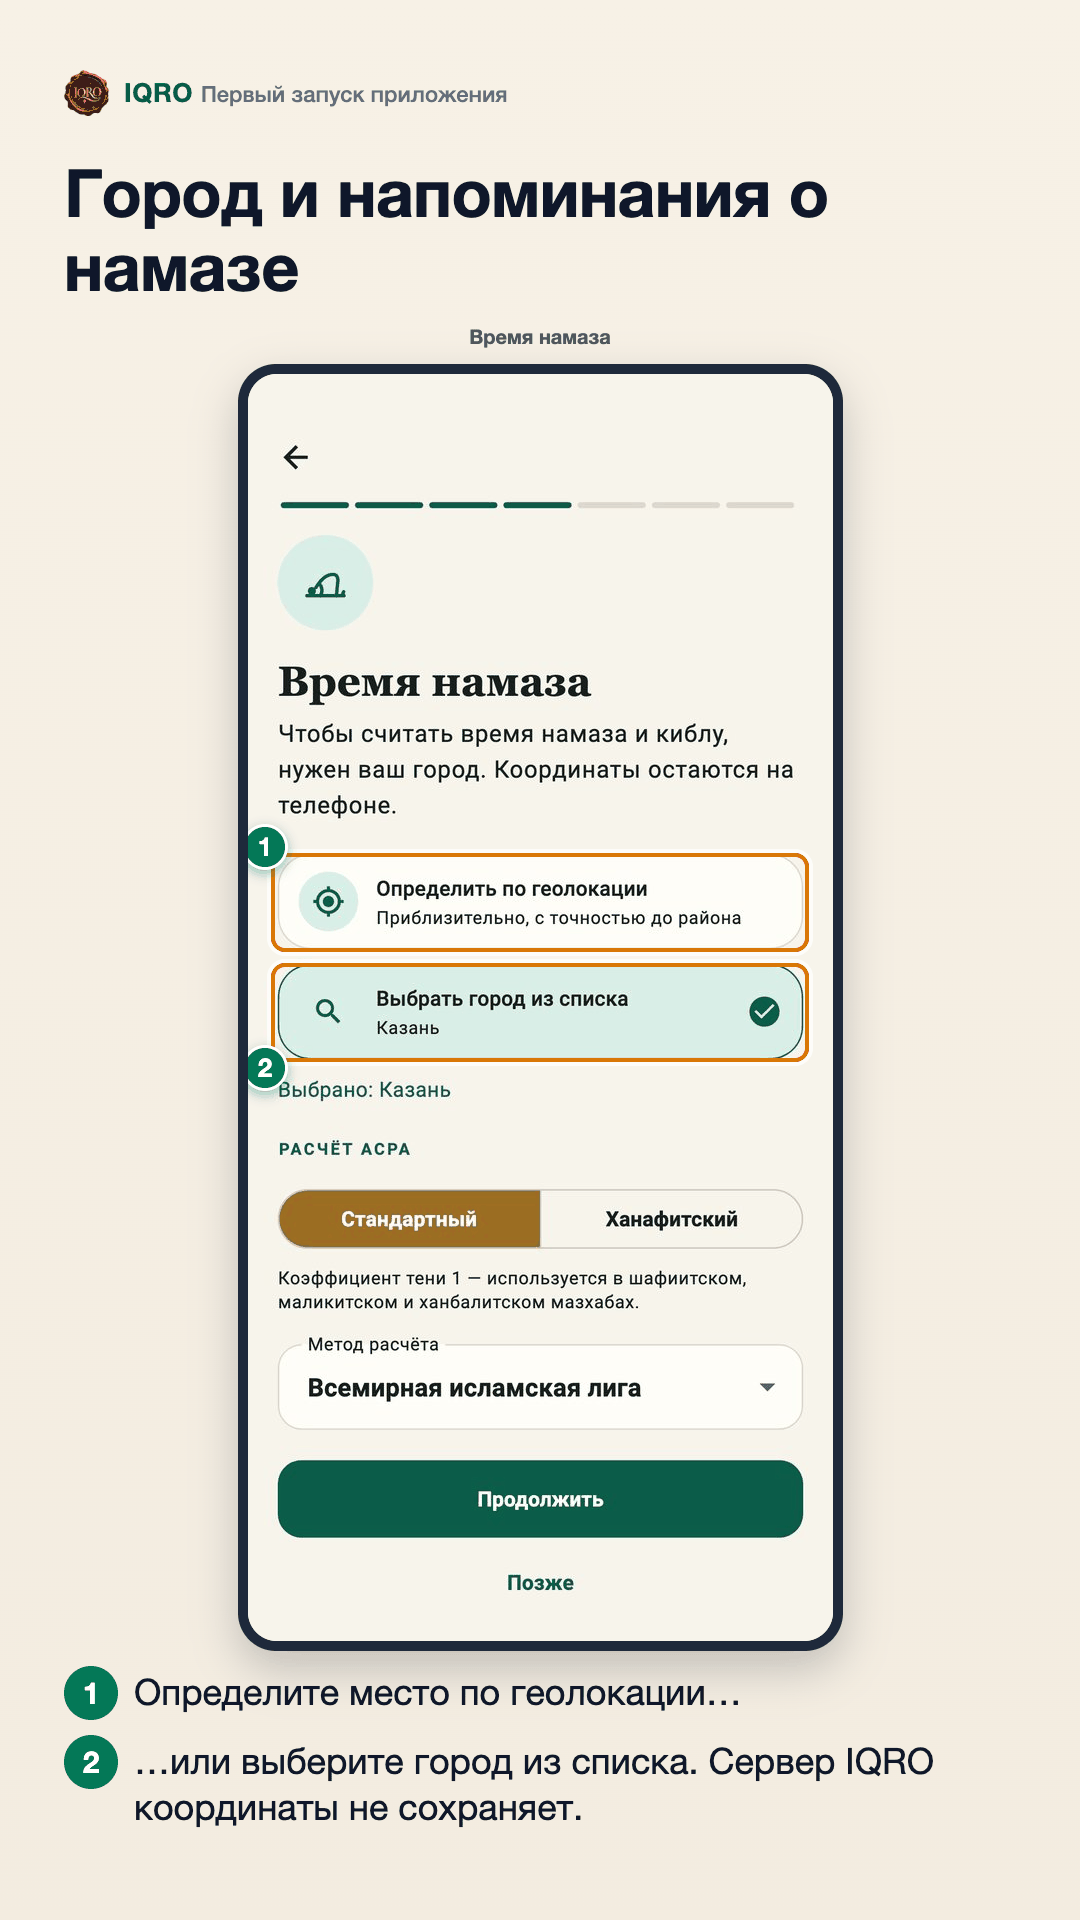 IQRO
IQRO Первый запуск приложения
Город и напоминания о
намазе
Время намаза
Время намаза
Чтобы считать время намаза и киблу,
нужен ваш город. Координаты остаются на
телефоне.
1
Определить по геолокации
Приблизительно, с точностью до района
Выбрать город из списка
Казань
2
Выбрано: Казань
РАСЧЁТ АСРА
Стандартный Ханафитский
Коэффициент тени 1 — используется в шафиитском,
маликитском и ханбалитском мазхабах.
Метод расчёта
Всемирная исламская лига
Продолжить
Позже
1 Определите место по геолокации...
2 ...или выберите город из списка. Сервер IQRO
координаты не сохраняет.